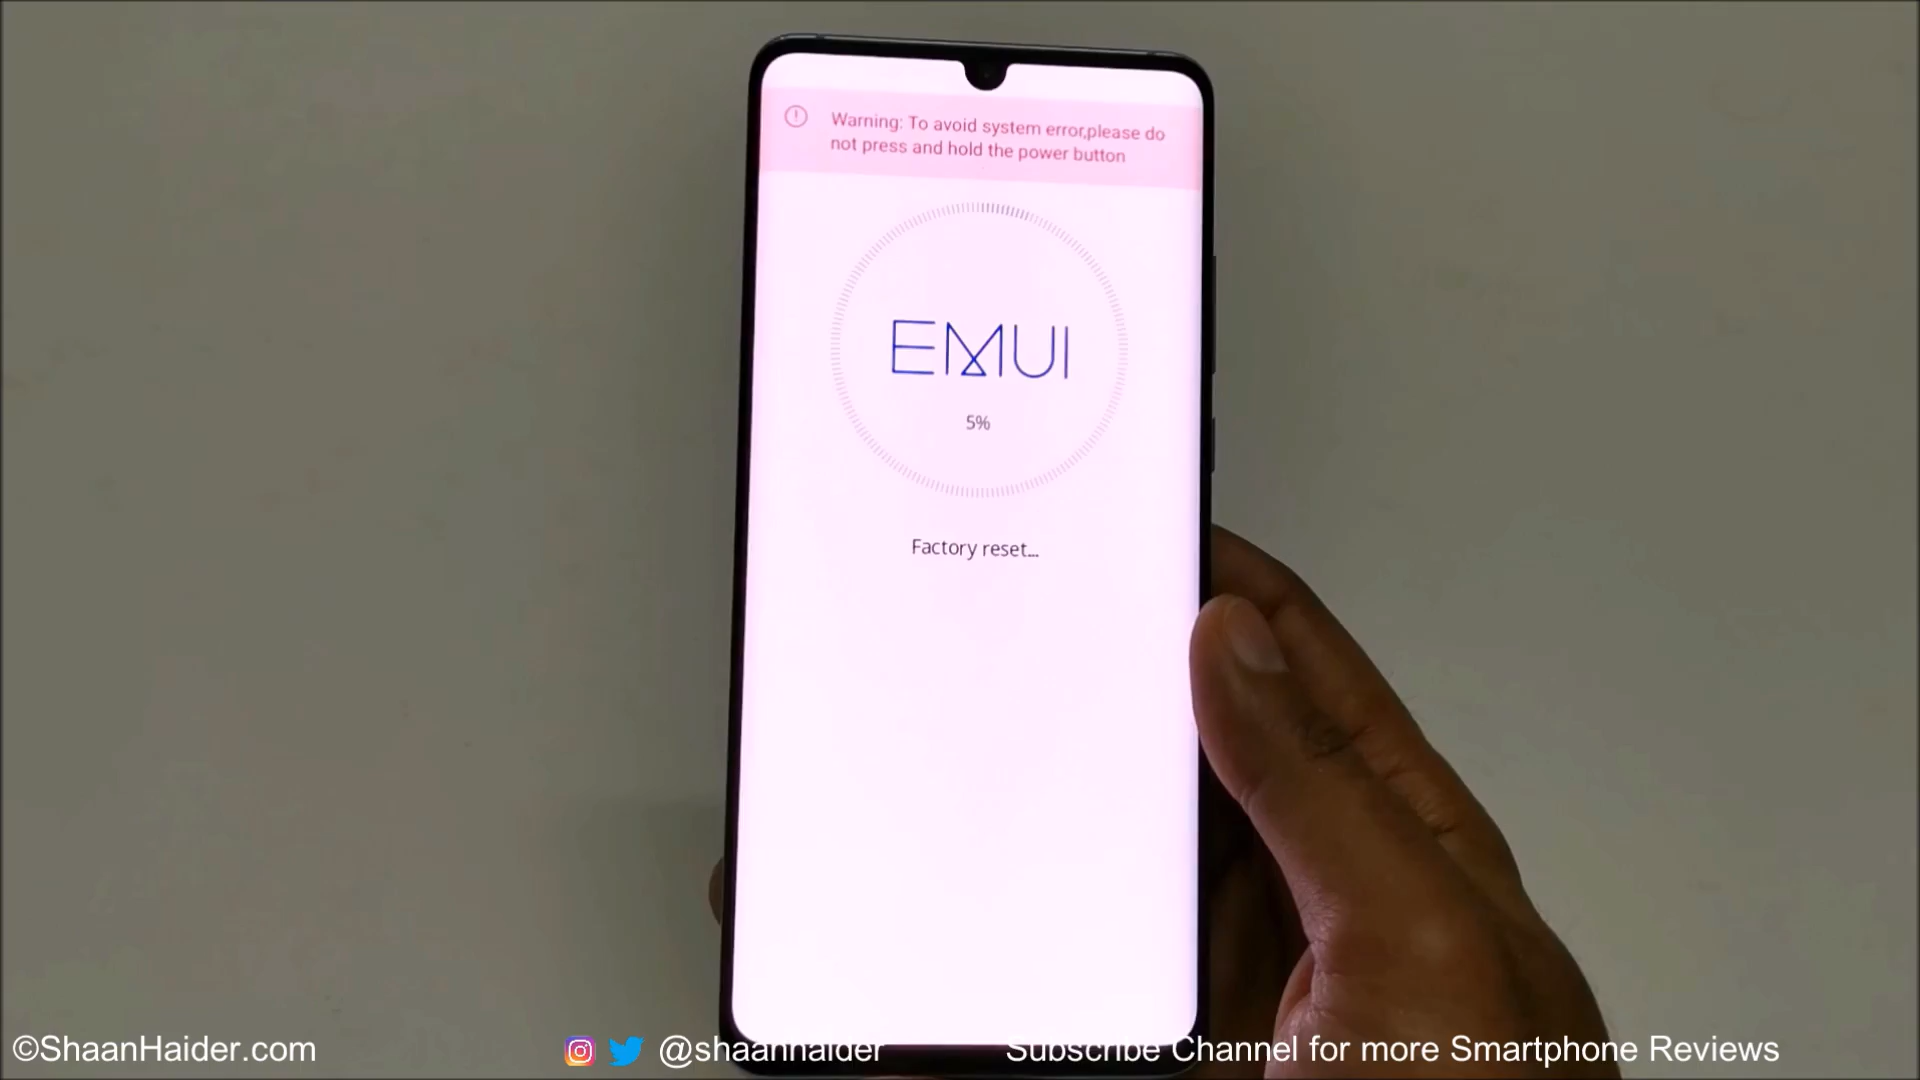 Warning: To avoid system error,please do
not press and hold the power button
EMUI
5%
Factory reset...
©ShaanHaider.com
@shaanhaider
Subscribe Channel for more Smartphone Reviews